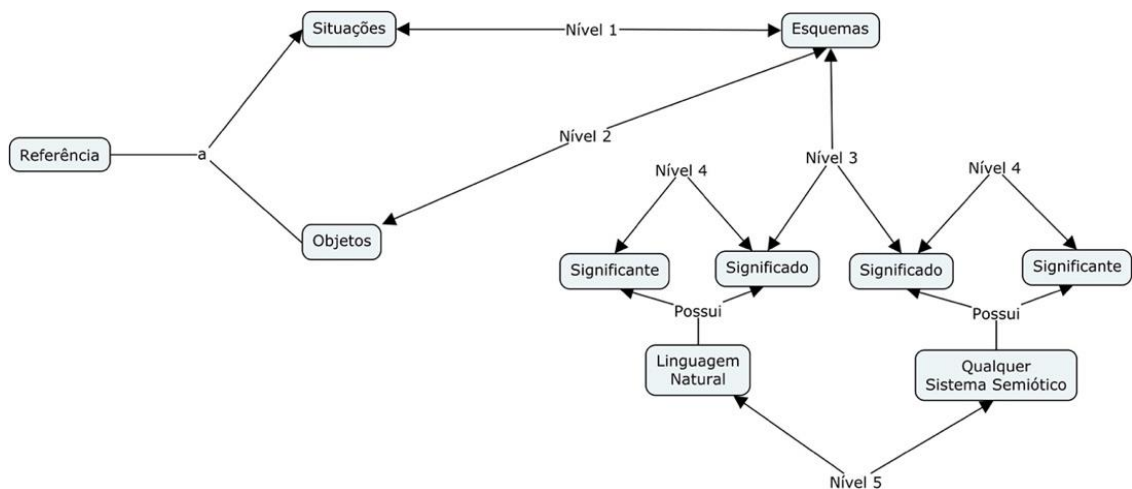 Situações
Nível 1
Esquemas
Nível 2
Referência
a
Nível 3
Nível 4
Nível 4
Objetos
Significante
Significado
Significado
Significante
Possui
Possui
Linguagem
Natural
Qualquer
Sistema Semiótico
Nível 5